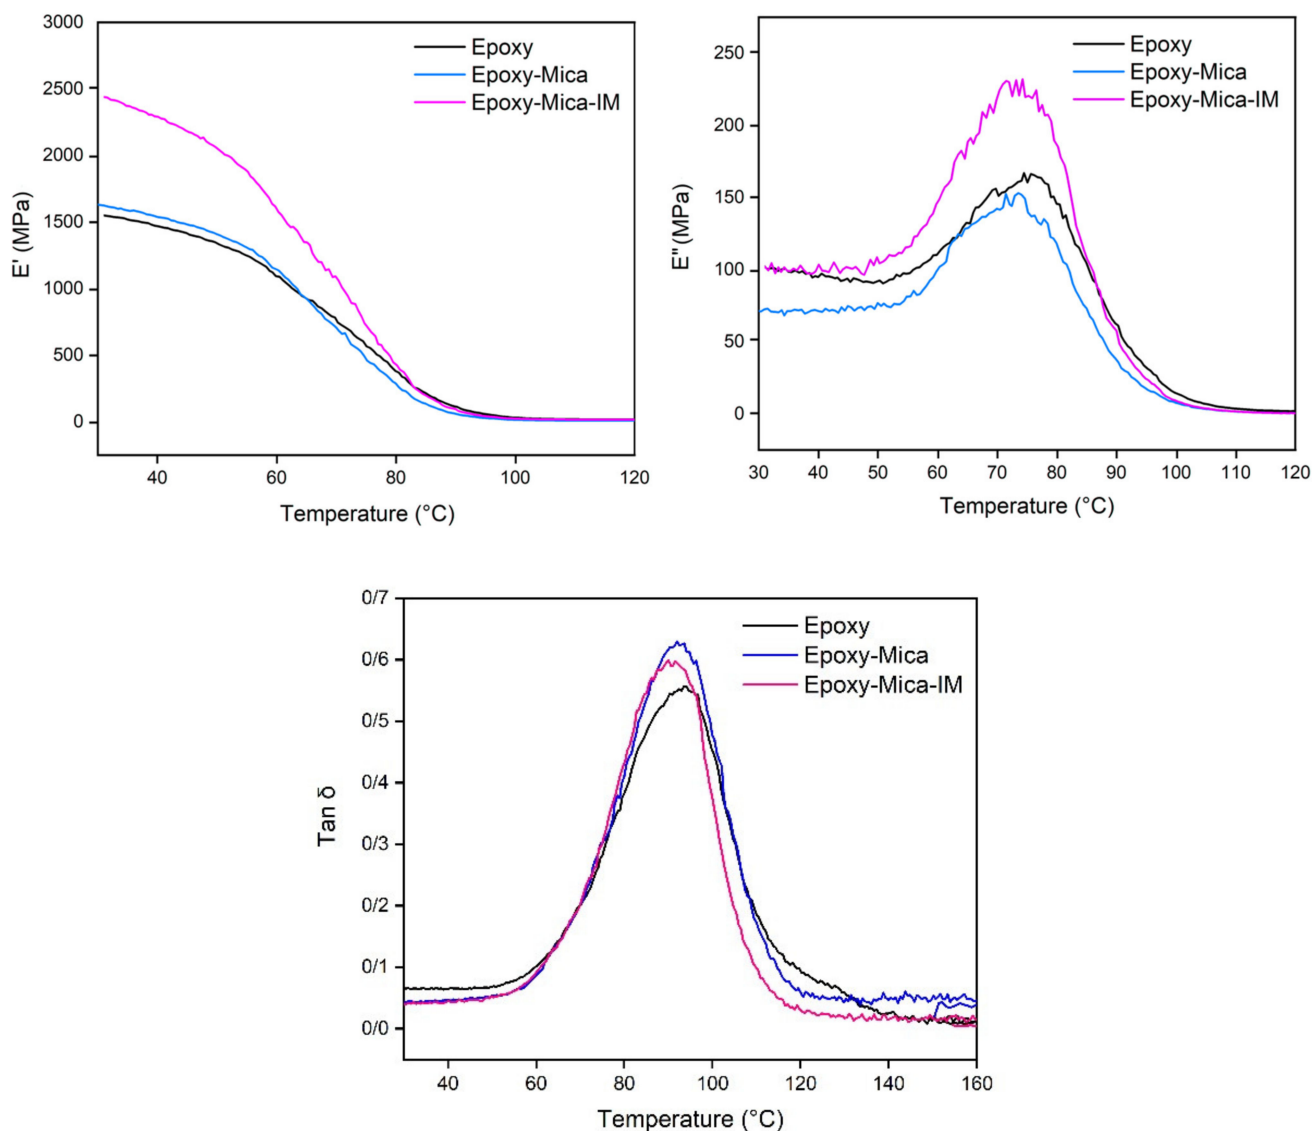 3000
2500
2000
1500
1000
500
0
E' (MPa)
Epoxy
Epoxy-Mica
Epoxy-Mica-IM
40
60
80
100
120
Temperature (°C)
250
200
150
100
50
0
E" (MPa)
Epoxy
Epoxy-Mica
Epoxy-Mica-IM
30
40
50
60
70
80
90
100
110
120
Temperature (°C)
0/7
0/6
0/5
0/4
0/3
0/2
0/1
0/0
Tan δ
Epoxy
Epoxy-Mica
Epoxy-Mica-IM
40
60
80
100
120
140
160
Temperature (°C)